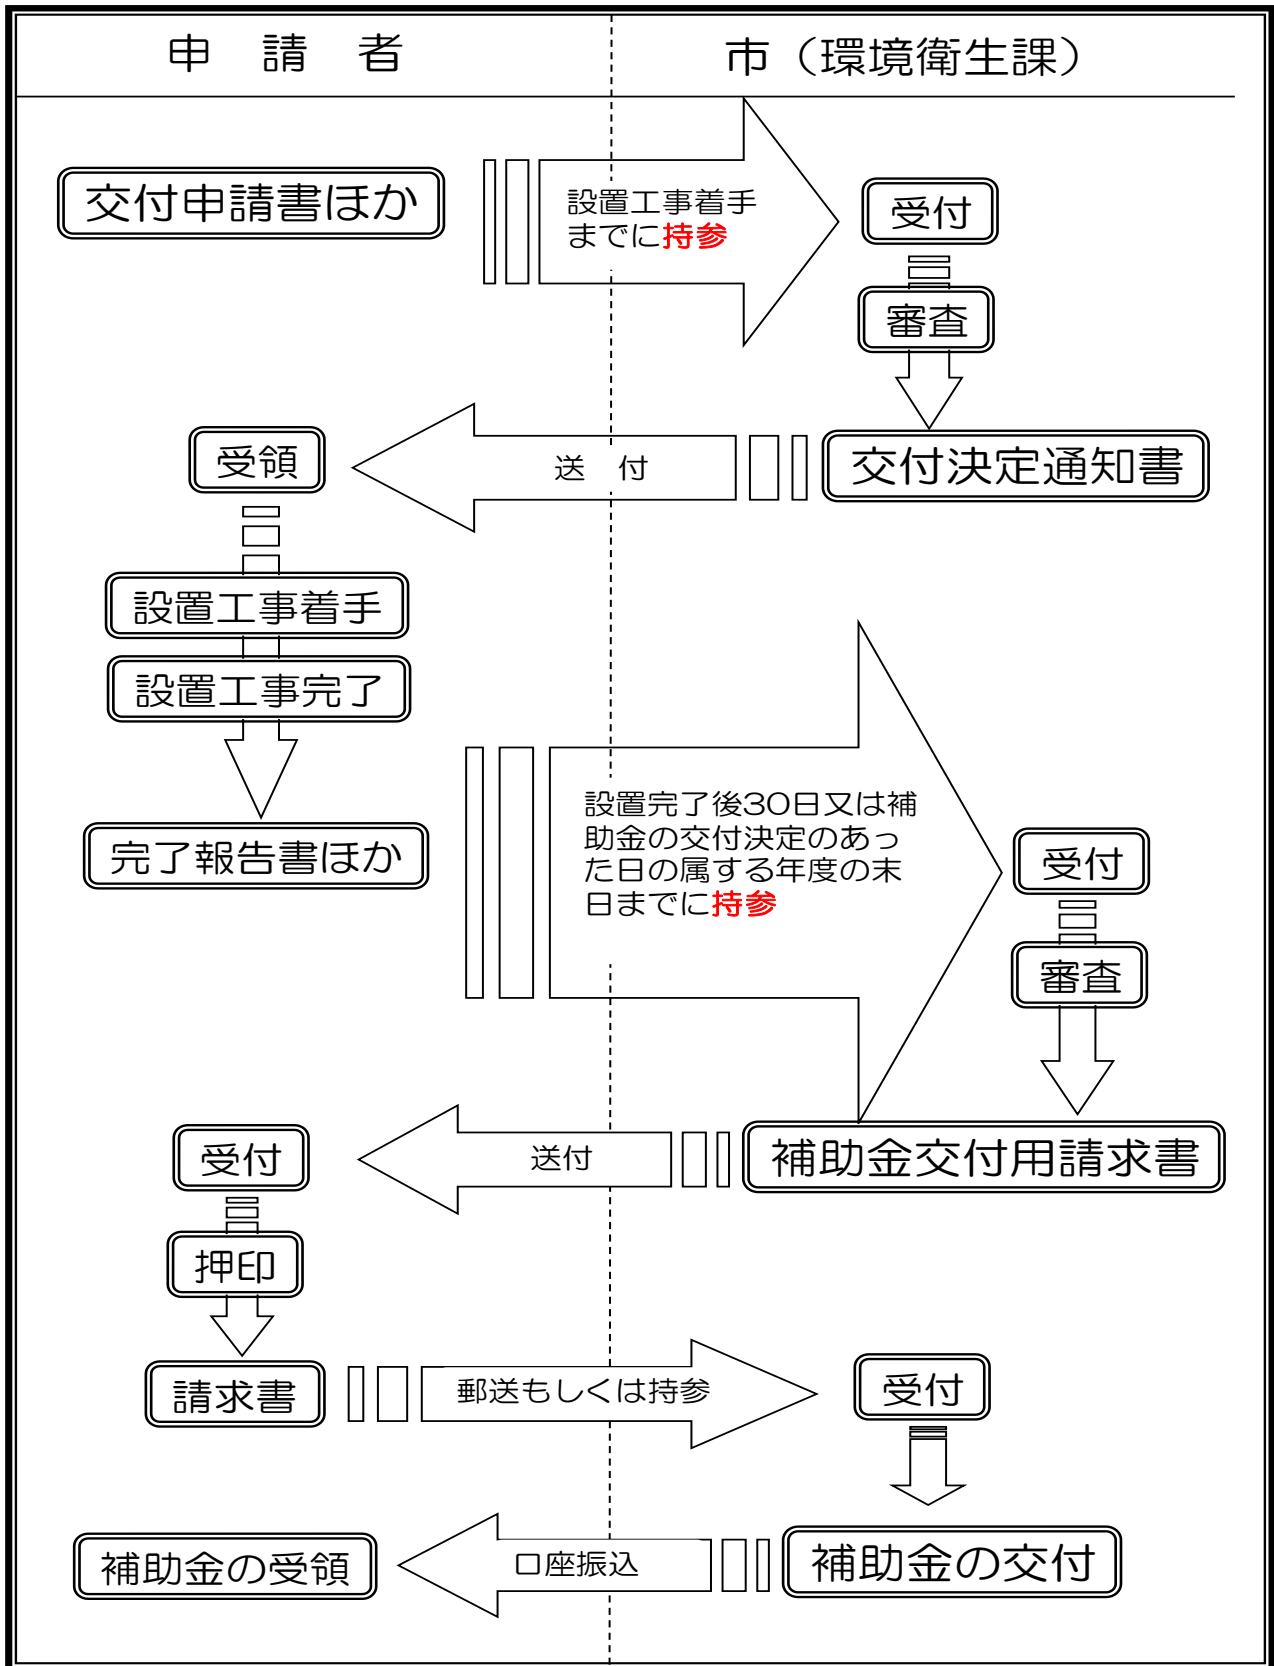 申　請　者
市（環境衛生課）
交付申請書ほか
設置工事着手
までに持参
受付
審査
交付決定通知書
送　付
受領
設置工事着手
設置工事完了
完了報告書ほか
設置完了後30日又は補
助金の交付決定のあっ
た日の属する年度の末
日までに持参
受付
審査
補助金交付用請求書
送付
受付
押印
請求書
郵送もしくは持参
受付
補助金の交付
口座振込
補助金の受領